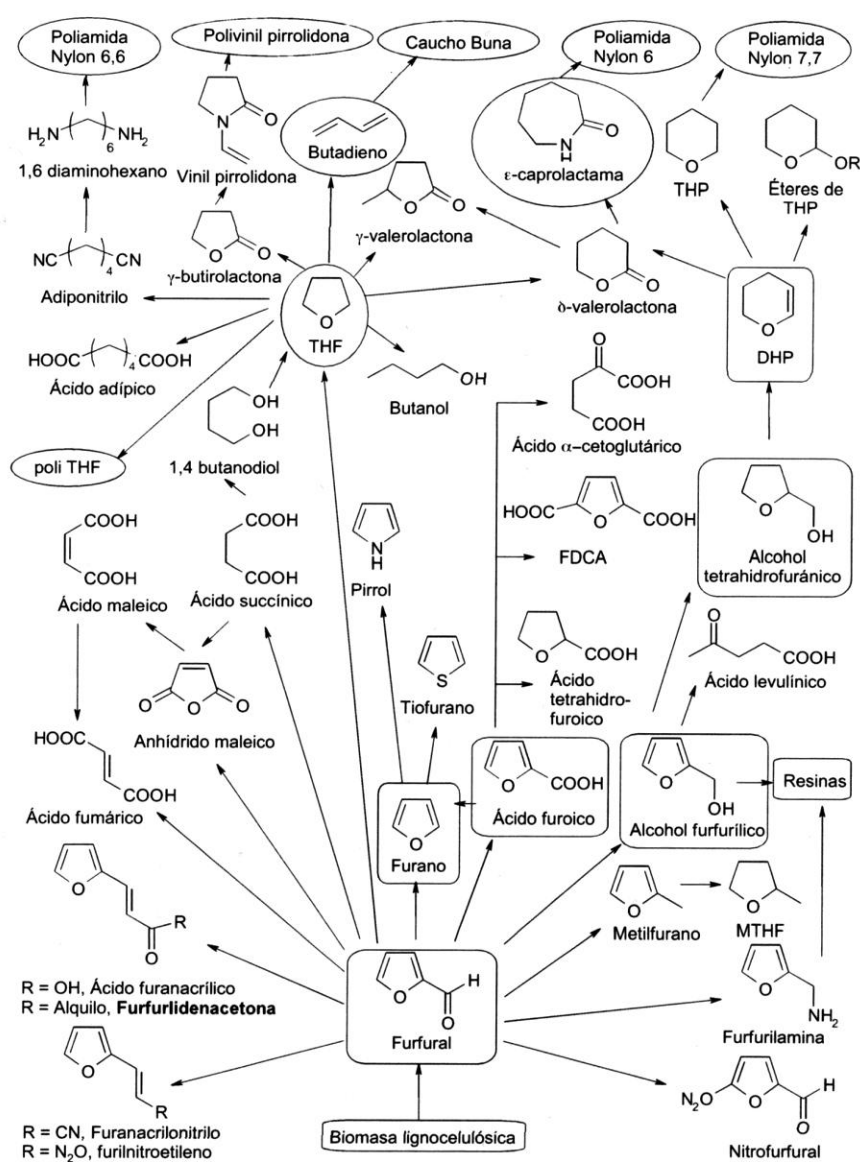 Poliamida
Nylon 6,6
Polivinil pirrolidona
Caucho Buna
Poliamida
Nylon 6
Poliamida
Nylon 7,7
H2N
6
NH2
1,6 diaminohexano
N
O
Vinil pirrolidona
Butadieno
N
H
O
ε-caprolactama
O
THP
O
OR
Éteres de
THP
NC
4
CN
Adiponitrilo
O
O
γ-butirolactona
O
O
γ-valerolactona
O
O
δ-valerolactona
O
THF
O
DHP
HOOC
4
COOH
Ácido adípico
OH
OH
1,4 butanodiol
OH
Butanol
O
COOH
COOH
Ácido α-cetoglutárico
poli THF
COOH
COOH
Ácido maleico
COOH
COOH
Ácido succínico
N
H
Pirrol
HOOC
O
COOH
FDCA
O
OH
Alcohol
tetrahidrofuránico
O
O
O
Anhídrido maleico
S
Tiofurano
O
COOH
Ácido
tetrahidro-
furoico
O
COOH
Ácido levulínico
HOOC
COOH
Ácido fumárico
O
Furano
O
COOH
Ácido furoico
O
OH
Alcohol furfurílico
Resinas
O
O
R
R = OH, Ácido furanacrílico
R = Alquilo, Furfurlidenacetona
O
Metilfurano
O
MTHF
O
H
O
Furfural
O
NH2
Furfurilamina
O
R
R = CN, Furanacrilonitrilo
R = N2O, furilnitroetileno
Biomasa lignocelulósica
N2O
O
H
O
Nitrofurfural